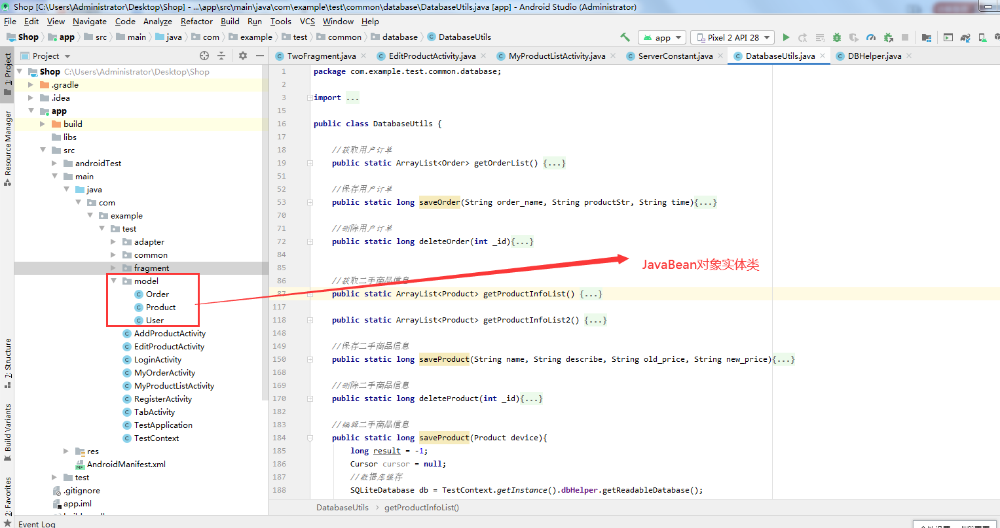 Shop [C:\Users\Administrator\Desktop\Shop] - ...\app\src\main\java\com\example\test\common\database\DatabaseUtils.java [app] - Android Studio (Administrator)
File Edit View Navigate Code Analyze Refactor Build Run Tools VCS Window Help
Shop app src main java com example test common database DatabaseUtils
app Pixel 2 API 28
Project
TwoFragment.java EditProductActivity.java MyProductListActivity.java ServerConstant.java DatabaseUtils.java DBHelper.java
1: Project
Resource Manager
7: Structure
Build Variants
2: Favorites
Shop C:\Users\Administrator\Desktop\Shop
.gradle
.idea
app
build
libs
src
androidTest
main
java
com
example
test
adapter
common
fragment
model
Order
Product
User
AddProductActivity
EditProductActivity
LoginActivity
MyOrderActivity
MyProductListActivity
RegisterActivity
TabActivity
TestApplication
TestContext
res
MF AndroidManifest.xml
test
.gitignore
app.iml
1 package com.example.test.common.database;
2
3 import ...
15
16 public class DatabaseUtils {
17
18 //获取用户订单
19 public static ArrayList<Order> getOrderList() {...}
51
52 //保存用户订单
53 public static long saveOrder(String order_name, String productStr, String time){...}
70
71 //删除用户订单
72 public static long deleteOrder(int _id){...}
84
85
JavaBean对象实体类
86 //获取二手商品信息
87 public static ArrayList<Product> getProductInfoList() {...}
117
118 public static ArrayList<Product> getProductInfoList2() {...}
148
149 //保存二手商品信息
150 public static long saveProduct(String name, String describe, String old_price, String new_price){...}
168
169 //删除二手商品信息
170 public static long deleteProduct(int _id){...}
182
183 //编辑二手商品信息
184 public static long saveProduct(Product device){
185 long result = -1;
186 Cursor cursor = null;
187 //数据库缓存
188 SQLiteDatabase db = TestContext.getInstance().dbHelper.getReadableDatabase();
DatabaseUtils › getProductInfoList()
Event Log